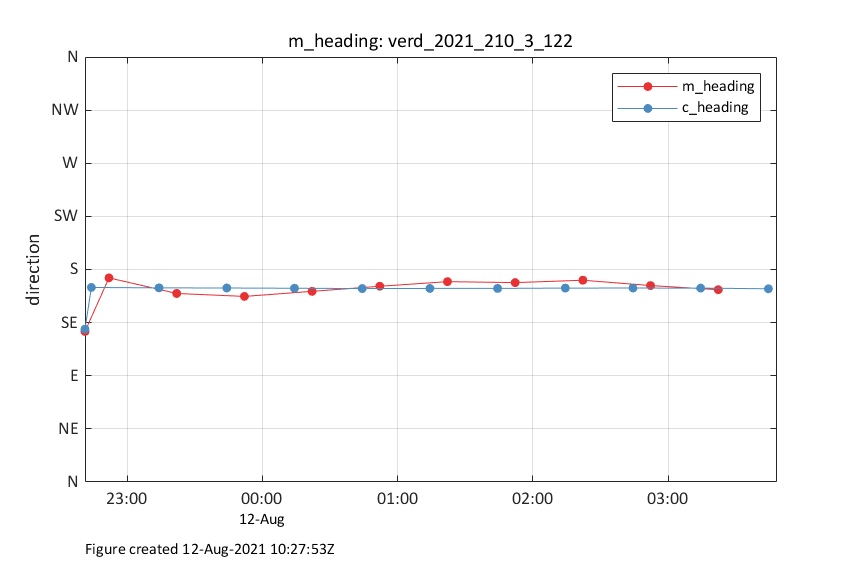 m_heading: verd_2021_210_3_122
N
NW
W
SW
S
SE
E
NE
N
direction
m_heading
c_heading
23:00 00:00 01:00 02:00 03:00
12-Aug
Figure created 12-Aug-2021 10:27:53Z